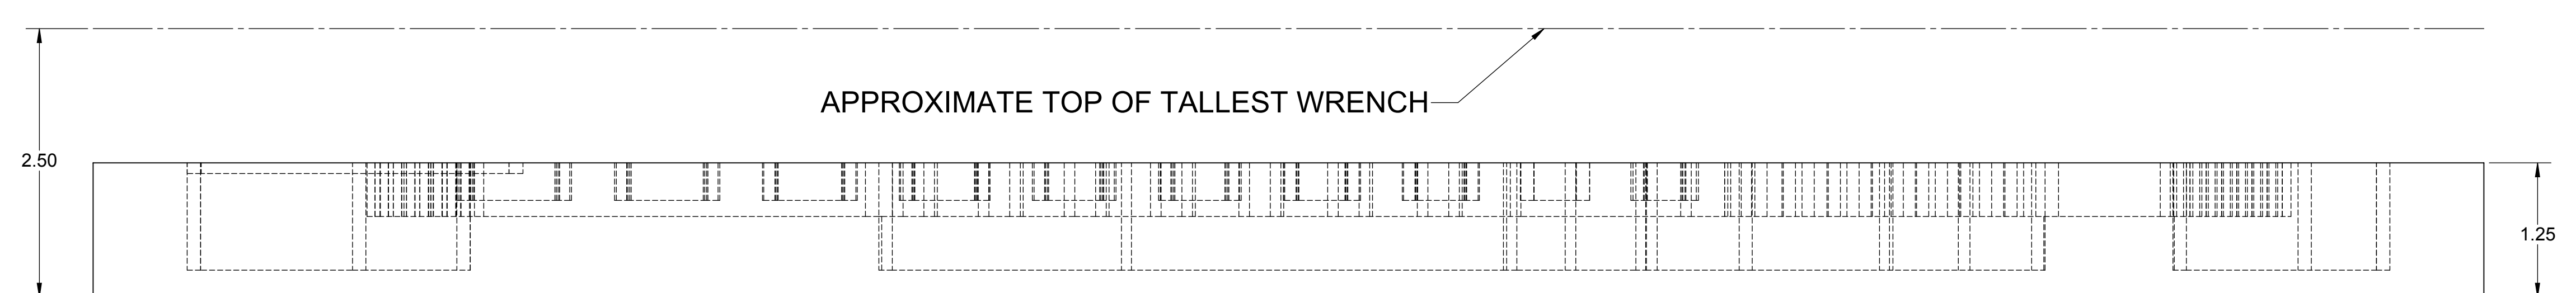 APPROXIMATE TOP OF TALLEST WRENCH
2.50
1.25